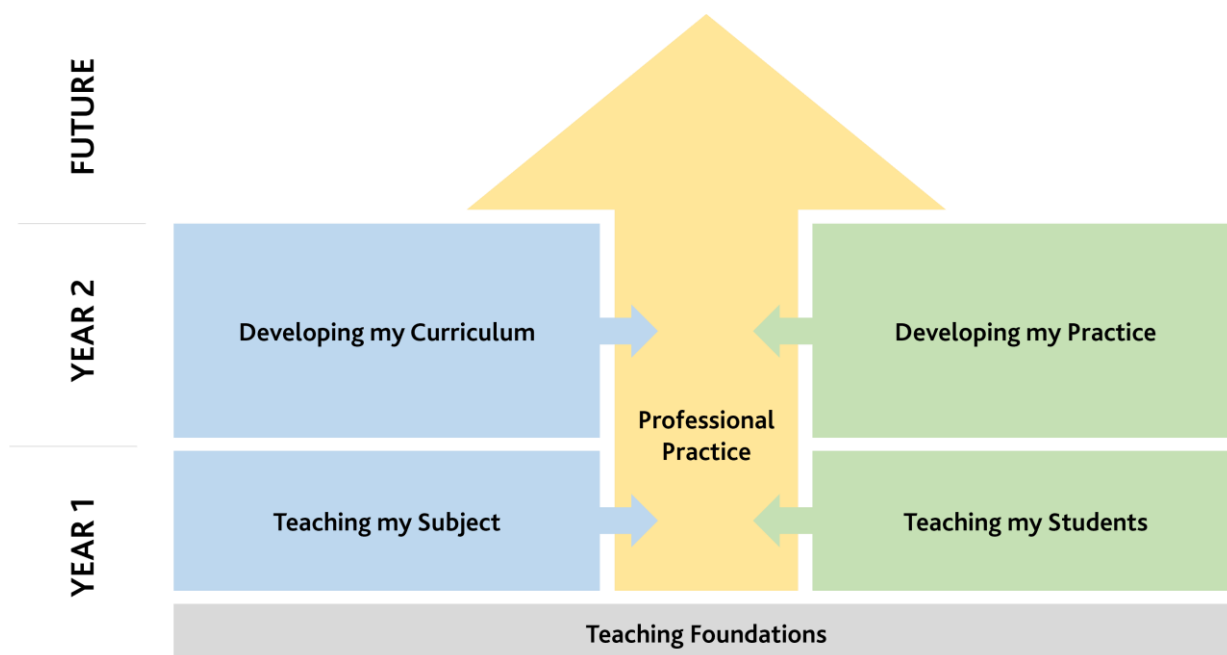 FUTURE
YEAR 2
Developing my Curriculum
Developing my Practice
Professional
Practice
YEAR 1
Teaching my Subject
Teaching my Students
Teaching Foundations